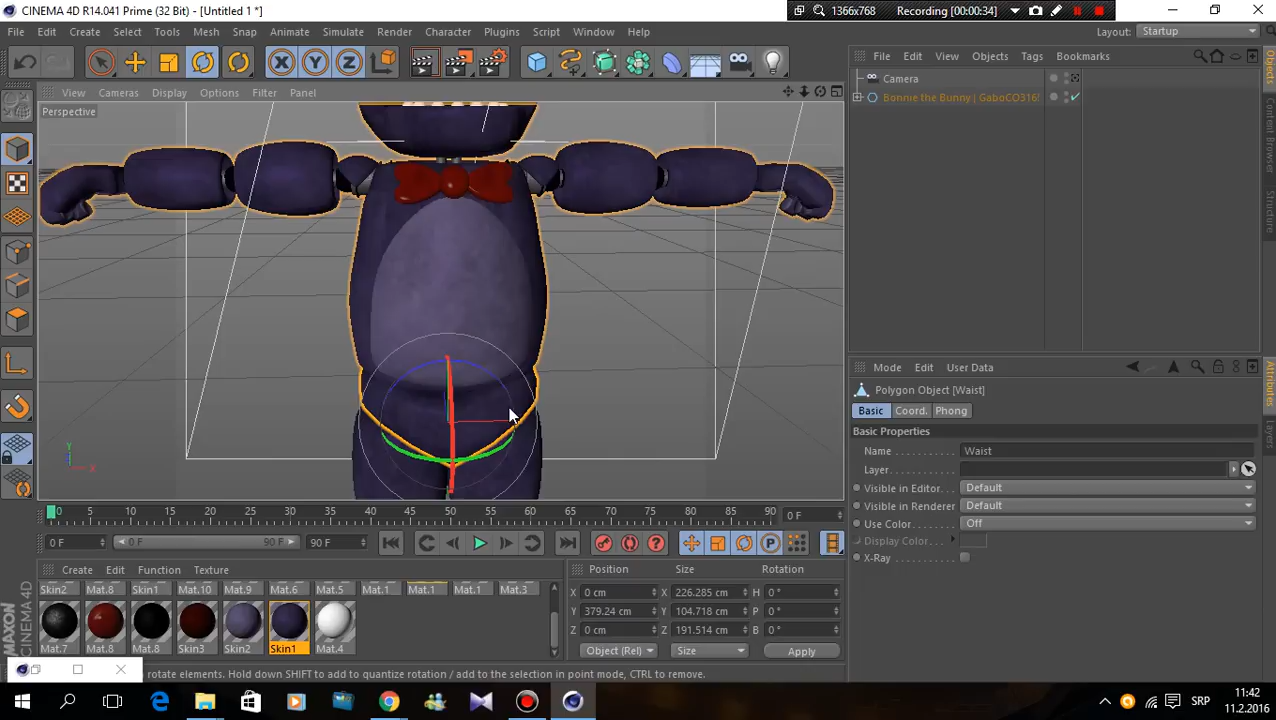 CINEMA 4D R14.041 Prime (32 Bit) - [Untitled 1 *]
1366x768 Recording [00:00:34]
File Edit Create Select Tools Mesh Snap Animate Simulate Render Character Plugins Script Window Help
Layout: Startup
X Y Z
File Edit View Objects Tags Bookmarks
View Cameras Display Options Filter Panel
Perspective
Camera
Bonnie the Bunny | GaboCO316!
Objects
Content Browser
Structure
Mode Edit User Data
Polygon Object [Waist]
Basic Coord. Phong
Basic Properties
Name Waist
Layer
Visible in Editor Default
Visible in Renderer Default
Use Color Off
Display Color
X-Ray
Attributes
Layers
Y
X
0 5 10 15 20 25 30 35 40 45 50 55 60 65 70 75 80 85 90 0 F
0 F 0 F 90 F 90 F
Create Edit Function Texture
Skin2 Mat.8 Skin1 Mat.10 Mat.9 Mat.6 Mat.5 Mat.1 Mat.1 Mat.1 Mat.3
Mat.7 Mat.8 Mat.8 Skin3 Skin2 Skin1 Mat.4
Position Size Rotation
X 0 cm X 226.285 cm H 0 °
Y 379.24 cm Y 104.718 cm P 0 °
Z 0 cm Z 191.514 cm B 0 °
Object (Rel) Size Apply
MAXON
CINEMA 4D
rotate elements. Hold down SHIFT to add to quantize rotation / add to the selection in point mode, CTRL to remove.
SRP
11:42
11.2.2016